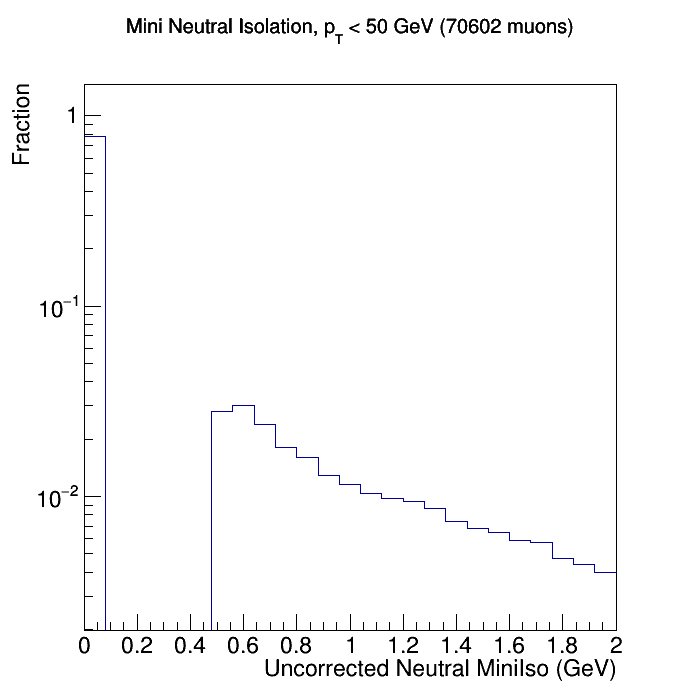 Mini Neutral Isolation, p_T < 50 GeV (70602 muons)
Fraction
1
10⁻¹
10⁻²
0 0.2 0.4 0.6 0.8 1 1.2 1.4 1.6 1.8 2
Uncorrected Neutral MiniIso (GeV)